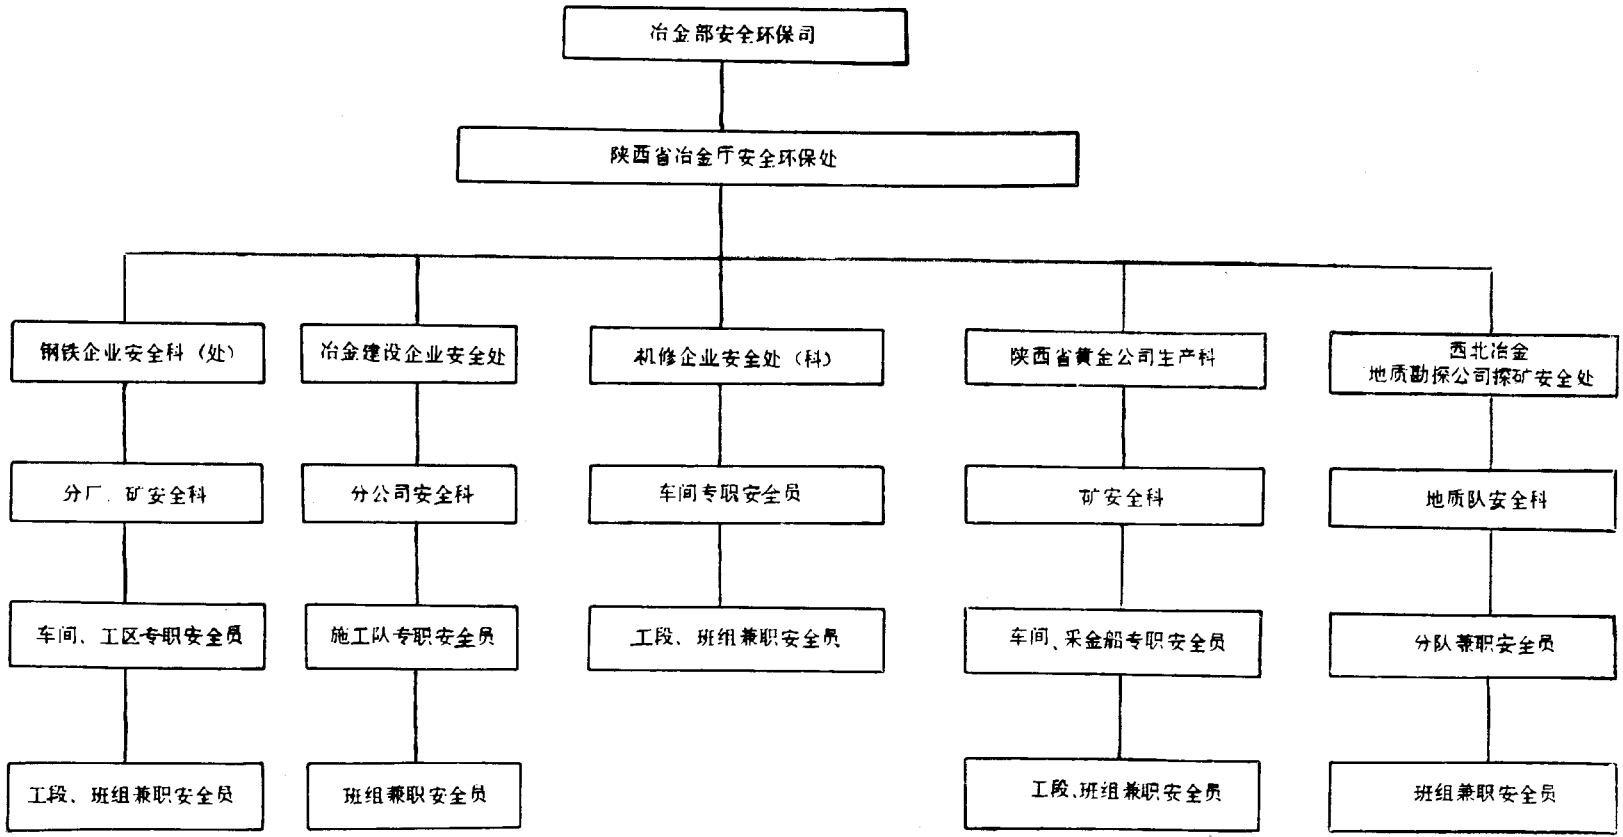 冶金部安全环保司
陕西省冶金厅安全环保处
钢铁企业安全科（处）
冶金建设企业安全处
机修企业安全处（科）
陕西省黄金公司生产科
西北冶金
地质勘探公司探矿安全处
分厂、矿安全科
分公司安全科
车间专职安全员
矿安全科
地质队安全科
车间、工区专职安全员
施工队专职安全员
工段、班组兼职安全员
车间、采金船专职安全员
分队兼职安全员
工段、班组兼职安全员
班组兼职安全员
工段、班组兼职安全员
班组兼职安全员